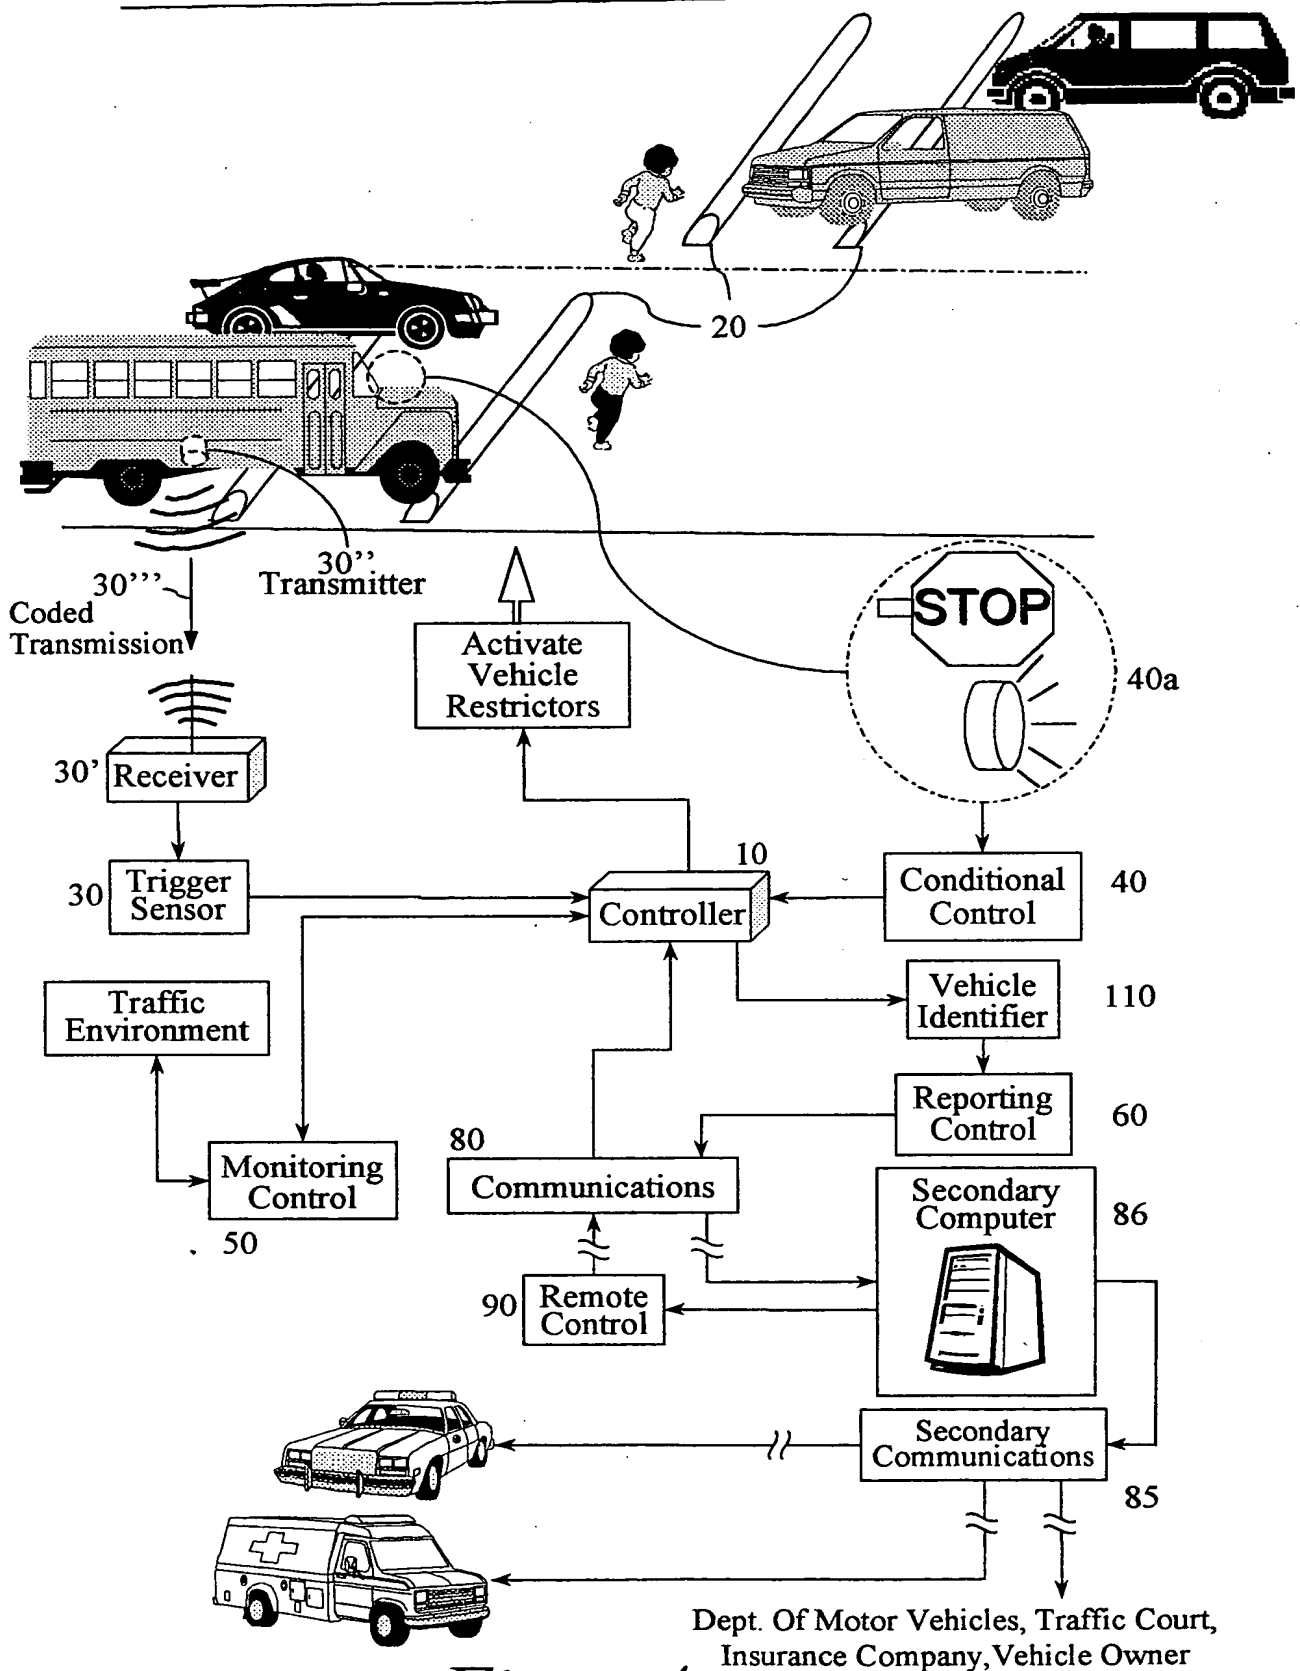 20
30''
Transmitter
30'''
Coded
Transmission
STOP
40a
Activate
Vehicle
Restrictors
30'
Receiver
10
30
Trigger
Sensor
Controller
Conditional
Control
40
Traffic
Environment
Vehicle
Identifier
110
Reporting
Control
60
80
Monitoring
Control
50
Communications
Secondary
Computer
86
90
Remote
Control
Secondary
Communications
85
Dept. Of Motor Vehicles, Traffic Court,
Insurance Company, Vehicle Owner